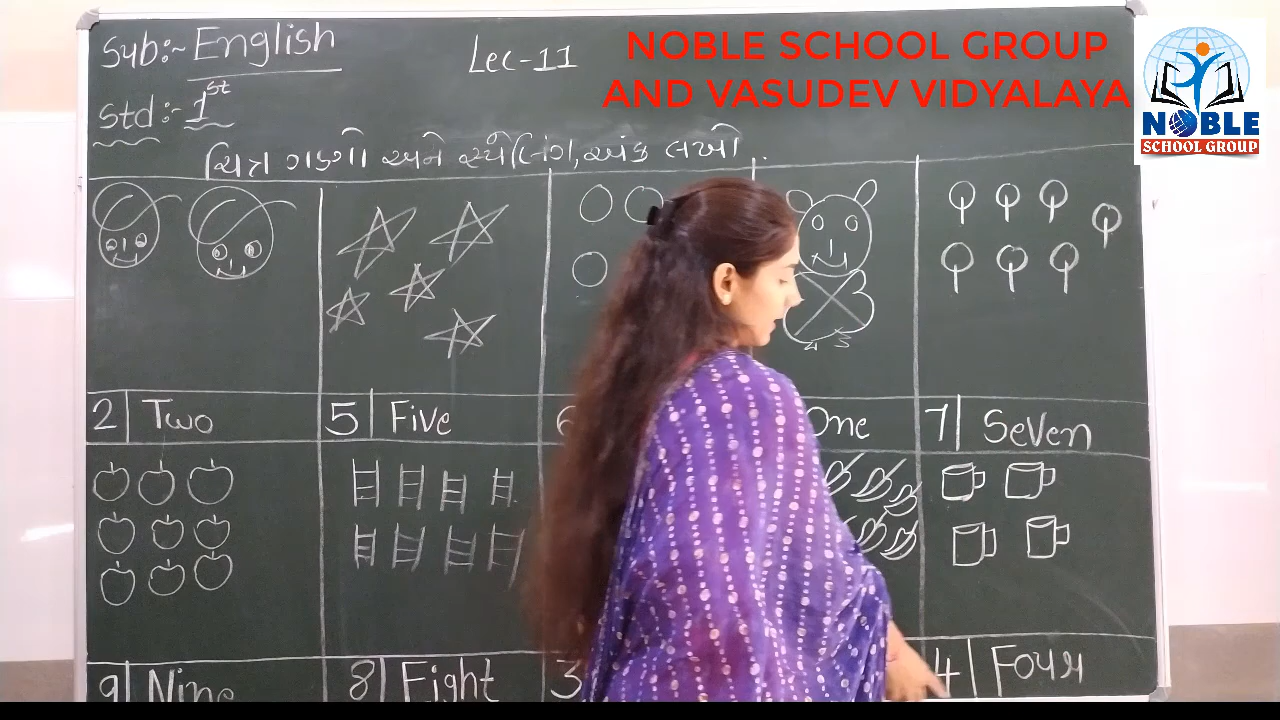 Sub:- English
Lec-11
NOBLE SCHOOL GROUP
AND VASUDEV VIDYALAYA
NOBLE
SCHOOL GROUP
Std:- 1st
ચિત્ર ગણો અને સ્પેલિંગ, અંક લખો.
2 Two
5 Five
6
One
7 Seven
9 Nine
8 Eight
3
4 Four